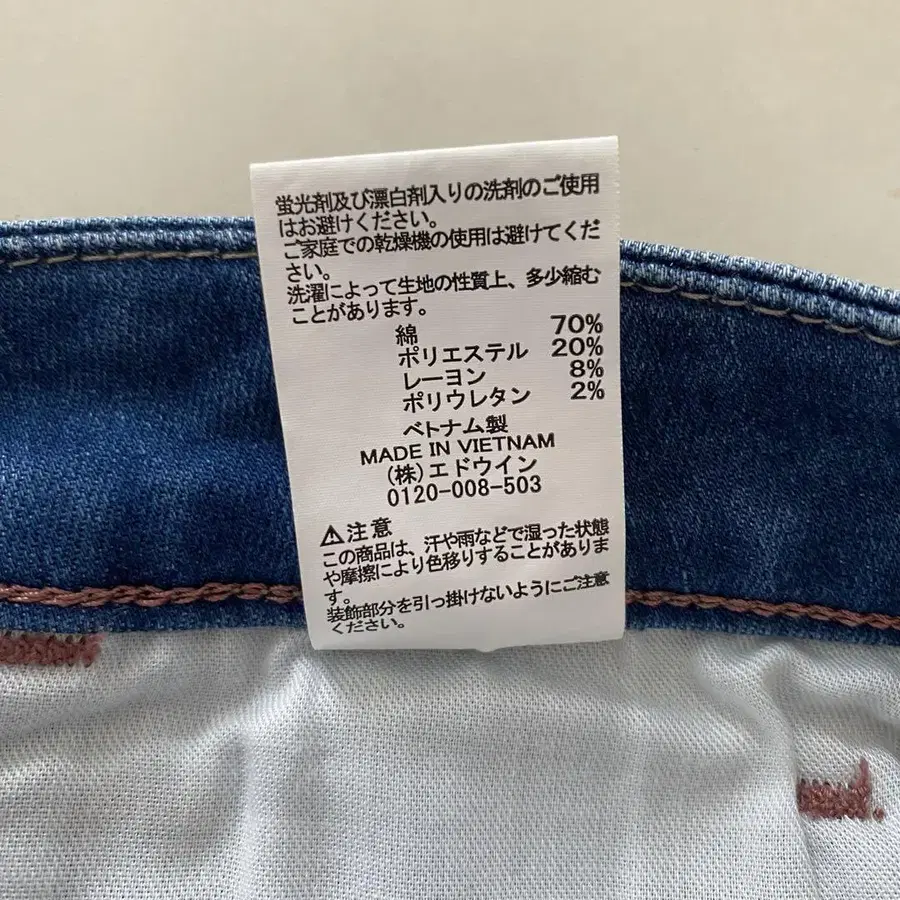 蛍光剤及び漂白剤入りの洗剤のご使用
はお避けください。
ご家庭での乾燥機の使用は避けてくだ
さい。
洗濯によって生地の性質上、多少縮む
ことがあります。
綿 70%
ポリエステル 20%
レーヨン 8%
ポリウレタン 2%
ベトナム製
MADE IN VIETNAM
(株)エドウイン
0120-008-503
⚠注意
この商品は、汗や雨などで湿った状態
や摩擦により色移りすることがありま
す。
装飾部分を引っ掛けないようにご注意
ください。